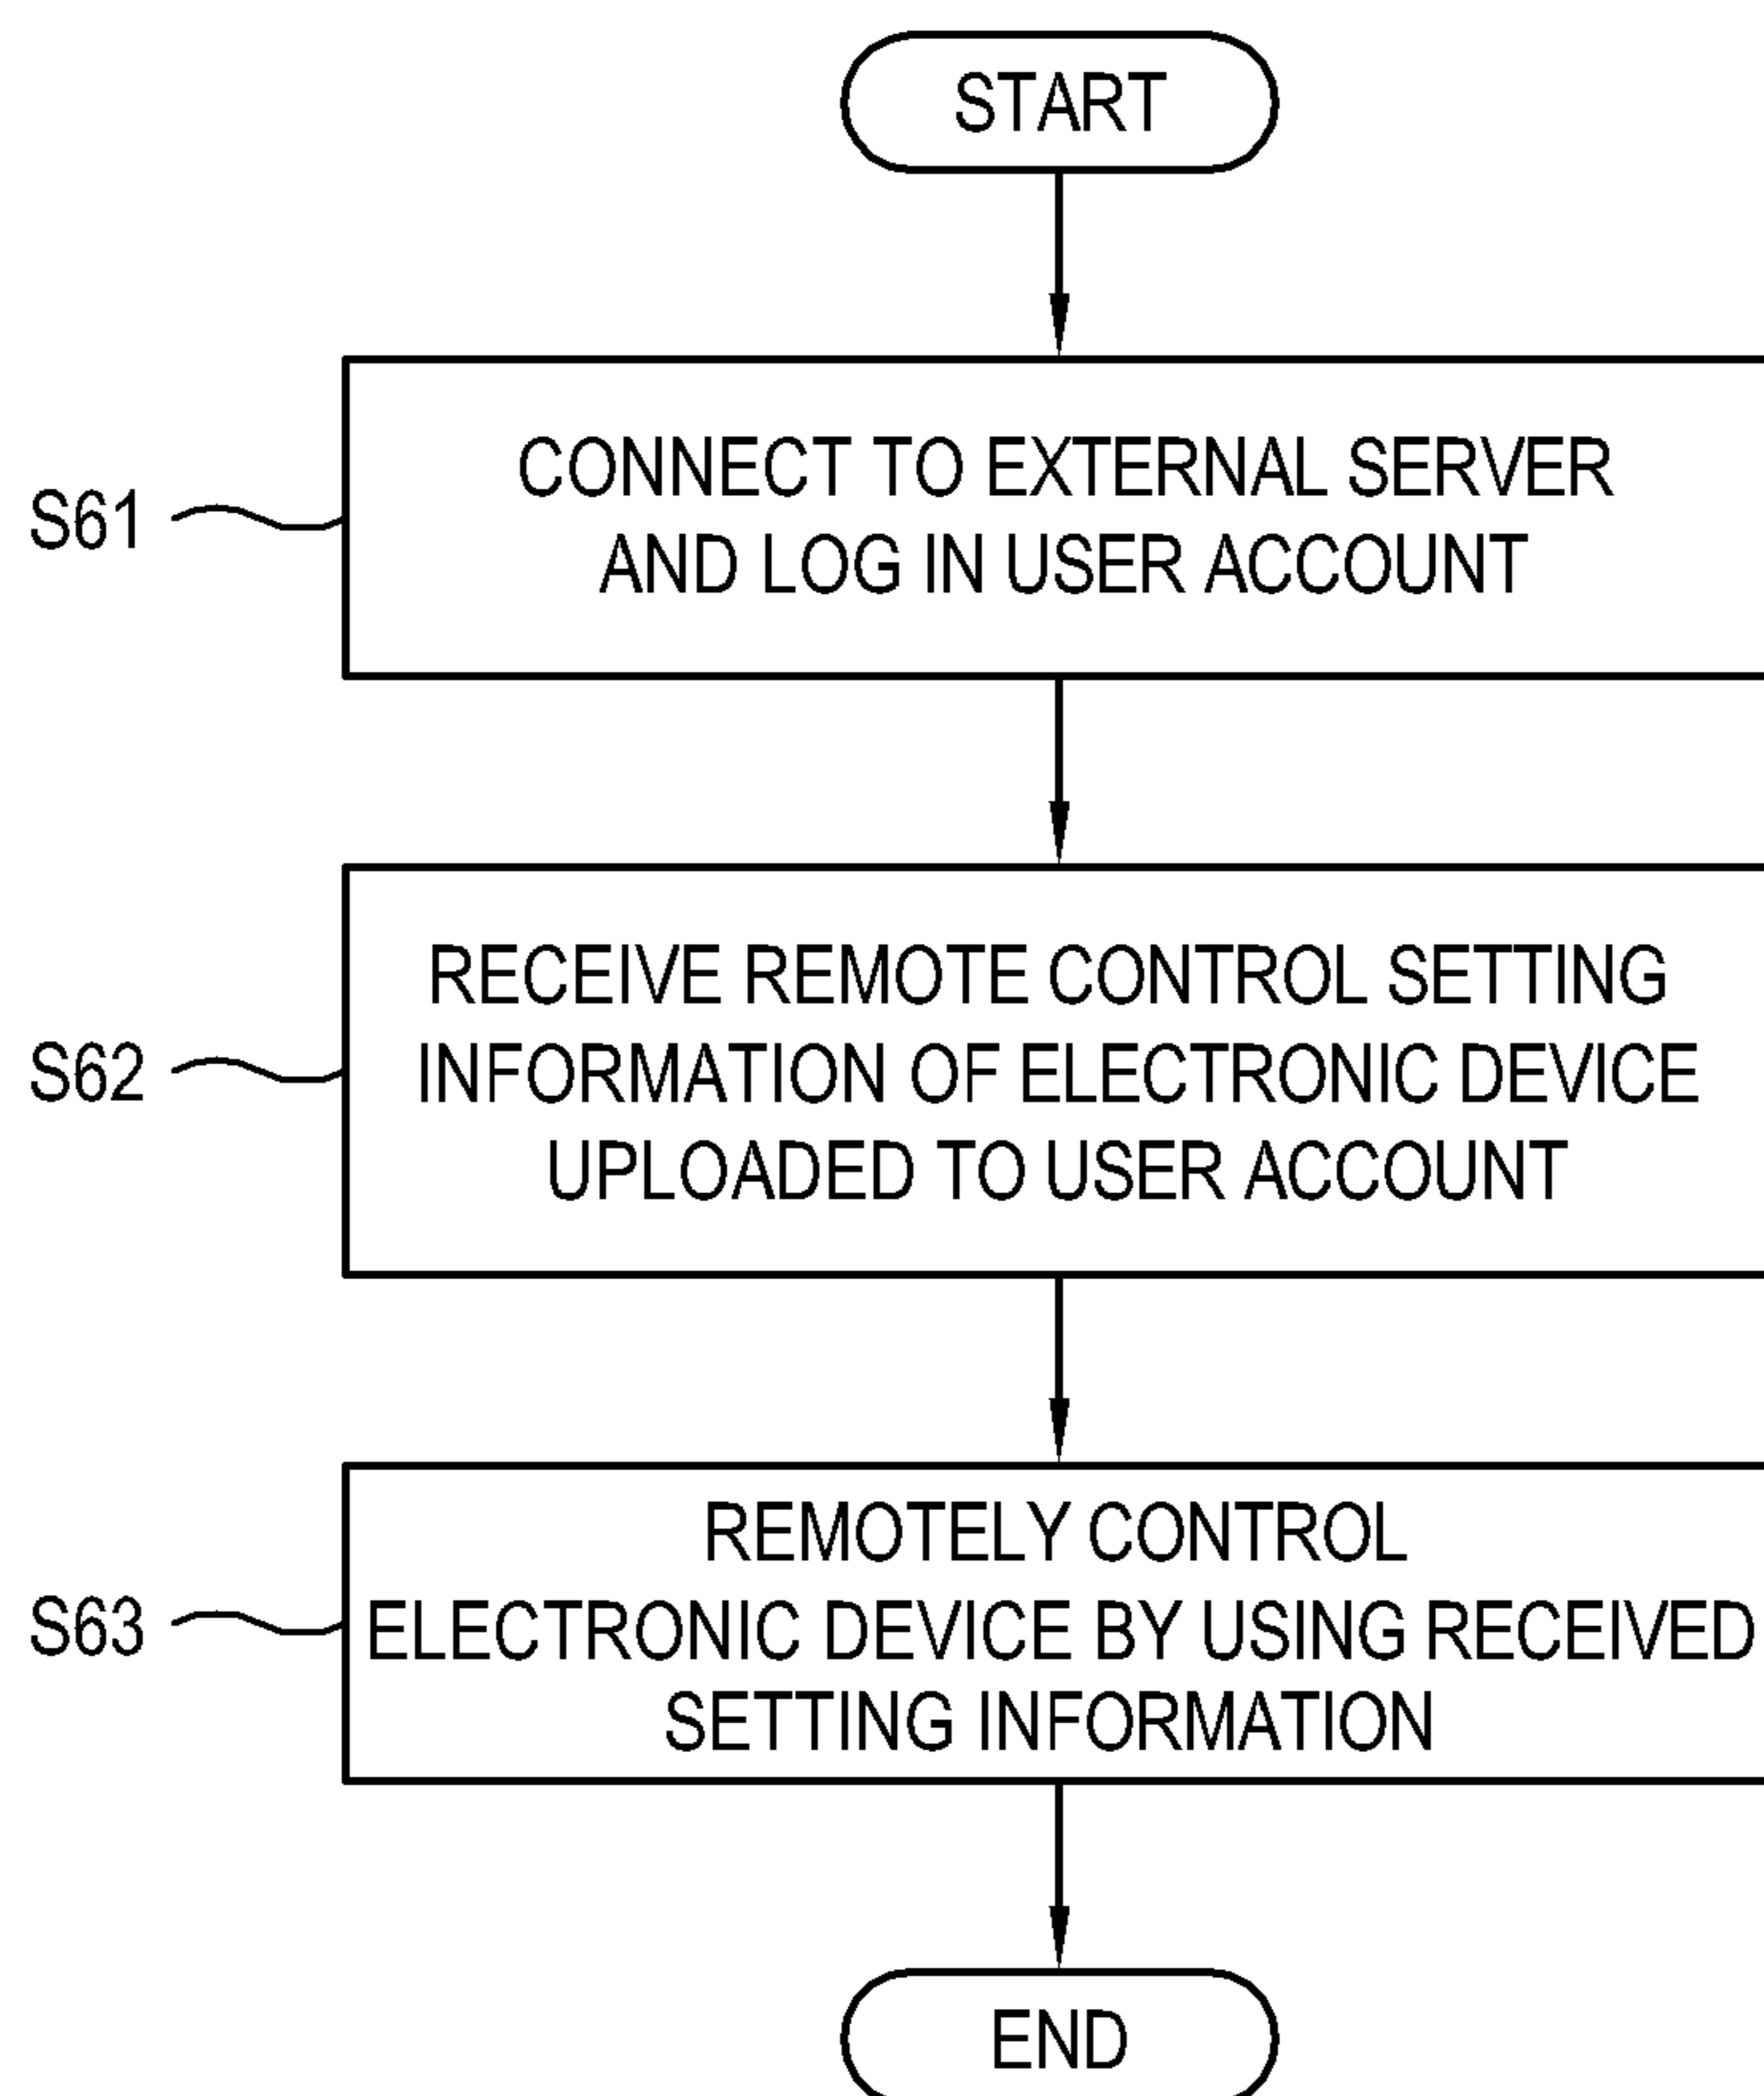 START
S61
CONNECT TO EXTERNAL SERVER
AND LOG IN USER ACCOUNT
S62
RECEIVE REMOTE CONTROL SETTING
INFORMATION OF ELECTRONIC DEVICE
UPLOADED TO USER ACCOUNT
S63
REMOTELY CONTROL
ELECTRONIC DEVICE BY USING RECEIVED
SETTING INFORMATION
END